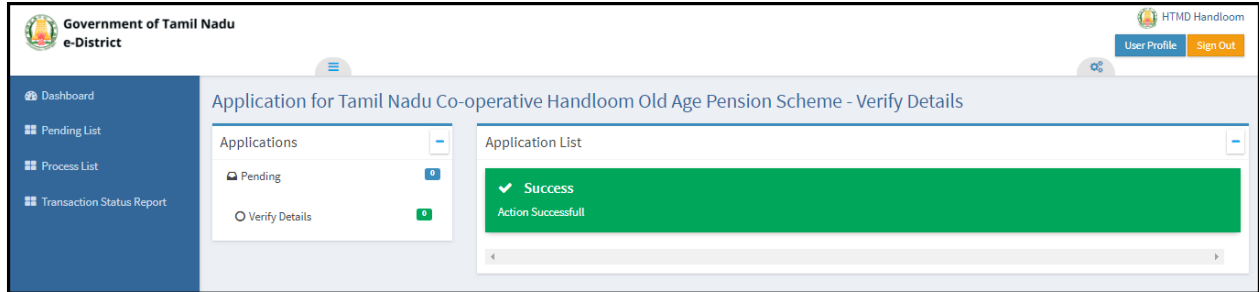 Government of Tamil Nadu
e-District
HTMD Handloom
User Profile
Sign Out
Dashboard
Pending List
Process List
Transaction Status Report
Application for Tamil Nadu Co-operative Handloom Old Age Pension Scheme - Verify Details
Applications
Pending 0
Verify Details 0
Application List
Success
Action Successfull